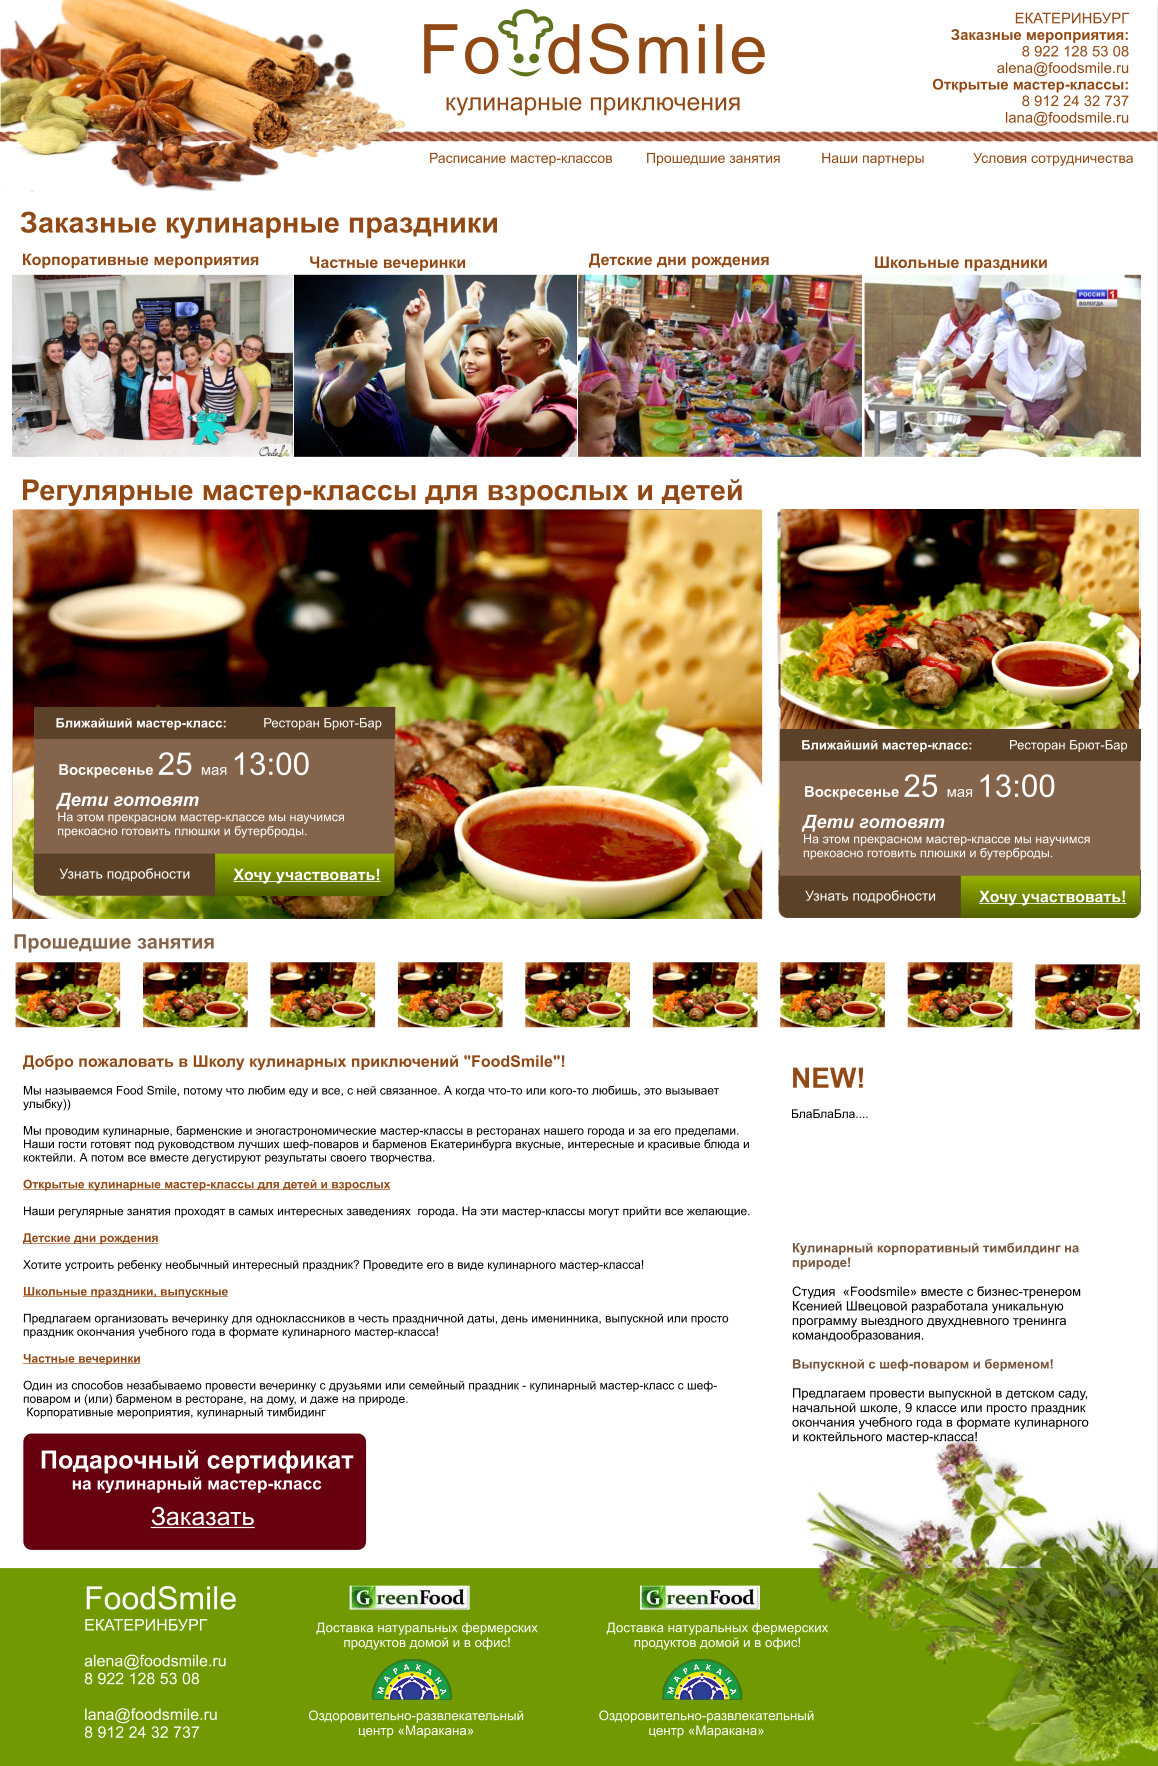 FoodSmile
кулинарные приключения
ЕКАТЕРИНБУРГ
Заказные мероприятия:
8 922 128 53 08
alena@foodsmile.ru
Открытые мастер-классы:
8 912 24 32 737
lana@foodsmile.ru
Расписание мастер-классов
Прошедшие занятия
Наши партнеры
Условия сотрудничества
Заказные кулинарные праздники
Корпоративные мероприятия
Частные вечеринки
Детские дни рождения
Школьные праздники
РОССИЯ 1
ВОЛОГДА
Регулярные мастер-классы для взрослых и детей
Ближайший мастер-класс: Ресторан Брют-Бар
Воскресенье 25 мая 13:00
Дети готовят
На этом прекрасном мастер-классе мы научимся
прекоасно готовить плюшки и бутерброды.
Узнать подробности
Хочу участвовать!
Ближайший мастер-класс: Ресторан Брют-Бар
Воскресенье 25 мая 13:00
Дети готовят
На этом прекрасном мастер-классе мы научимся
прекоасно готовить плюшки и бутерброды.
Узнать подробности
Хочу участвовать!
Прошедшие занятия
Добро пожаловать в Школу кулинарных приключений "FoodSmile"!
Мы называемся Food Smile, потому что любим еду и все, с ней связанное. А когда что-то или кого-то любишь, это вызывает
улыбку))
Мы проводим кулинарные, барменские и эногастрономические мастер-классы в ресторанах нашего города и за его пределами.
Наши гости готовят под руководством лучших шеф-поваров и барменов Екатеринбурга вкусные, интересные и красивые блюда и
коктейли. А потом все вместе дегустируют результаты своего творчества.
Открытые кулинарные мастер-классы для детей и взрослых
Наши регулярные занятия проходят в самых интересных заведениях города. На эти мастер-классы могут прийти все желающие.
Детские дни рождения
Хотите устроить ребенку необычный интересный праздник? Проведите его в виде кулинарного мастер-класса!
Школьные праздники, выпускные
Предлагаем организовать вечеринку для одноклассников в честь праздничной даты, день именинника, выпускной или просто
праздник окончания учебного года в формате кулинарного мастер-класса!
Частные вечеринки
Один из способов незабываемо провести вечеринку с друзьями или семейный праздник - кулинарный мастер-класс с шеф-
поваром и (или) барменом в ресторане, на дому, и даже на природе.
Корпоративные мероприятия, кулинарный тимбидинг
NEW!
БлаБлаБла....
Кулинарный корпоративный тимбилдинг на
природе!
Студия «Foodsmile» вместе с бизнес-тренером
Ксенией Швецовой разработала уникальную
программу выездного двухдневного тренинга
командообразования.
Выпускной с шеф-поваром и берменом!
Предлагаем провести выпускной в детском саду,
начальной школе, 9 классе или просто праздник
окончания учебного года в формате кулинарного
и коктейльного мастер-класса!
Подарочный сертификат
на кулинарный мастер-класс
Заказать
FoodSmile
ЕКАТЕРИНБУРГ
alena@foodsmile.ru
8 922 128 53 08
lana@foodsmile.ru
8 912 24 32 737
GreenFood
Доставка натуральных фермерских
продуктов домой и в офис!
МАРАКАНА
Оздоровительно-развлекательный
центр «Маракана»
GreenFood
Доставка натуральных фермерских
продуктов домой и в офис!
МАРАКАНА
Оздоровительно-развлекательный
центр «Маракана»